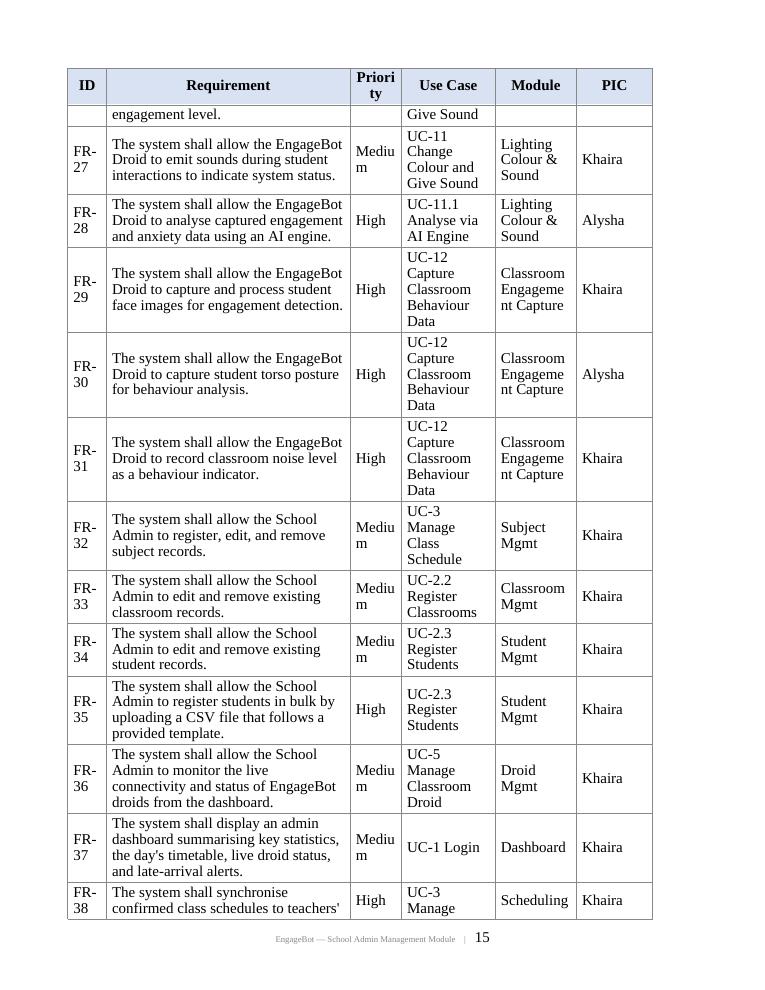 ID Requirement Priori
ty Use Case Module PIC
engagement level. Give Sound
FR-
27 The system shall allow the EngageBot
Droid to emit sounds during student
interactions to indicate system status. Mediu
m UC-11
Change
Colour and
Give Sound Lighting
Colour &
Sound Khaira
FR-
28 The system shall allow the EngageBot
Droid to analyse captured engagement
and anxiety data using an AI engine. High UC-11.1
Analyse via
AI Engine Lighting
Colour &
Sound Alysha
FR-
29 The system shall allow the EngageBot
Droid to capture and process student
face images for engagement detection. High UC-12
Capture
Classroom
Behaviour
Data Classroom
Engageme
nt Capture Khaira
FR-
30 The system shall allow the EngageBot
Droid to capture student torso posture
for behaviour analysis. High UC-12
Capture
Classroom
Behaviour
Data Classroom
Engageme
nt Capture Alysha
FR-
31 The system shall allow the EngageBot
Droid to record classroom noise level
as a behaviour indicator. High UC-12
Capture
Classroom
Behaviour
Data Classroom
Engageme
nt Capture Khaira
FR-
32 The system shall allow the School
Admin to register, edit, and remove
subject records. Mediu
m UC-3
Manage
Class
Schedule Subject
Mgmt Khaira
FR-
33 The system shall allow the School
Admin to edit and remove existing
classroom records. Mediu
m UC-2.2
Register
Classrooms Classroom
Mgmt Khaira
FR-
34 The system shall allow the School
Admin to edit and remove existing
student records. Mediu
m UC-2.3
Register
Students Student
Mgmt Khaira
FR-
35 The system shall allow the School
Admin to register students in bulk by
uploading a CSV file that follows a
provided template. High UC-2.3
Register
Students Student
Mgmt Khaira
FR-
36 The system shall allow the School
Admin to monitor the live
connectivity and status of EngageBot
droids from the dashboard. Mediu
m UC-5
Manage
Classroom
Droid Droid
Mgmt Khaira
FR-
37 The system shall display an admin
dashboard summarising key statistics,
the day's timetable, live droid status,
and late-arrival alerts. Mediu
m UC-1 Login Dashboard Khaira
FR-
38 The system shall synchronise
confirmed class schedules to teachers' High UC-3
Manage Scheduling Khaira
EngageBot — School Admin Management Module | 15